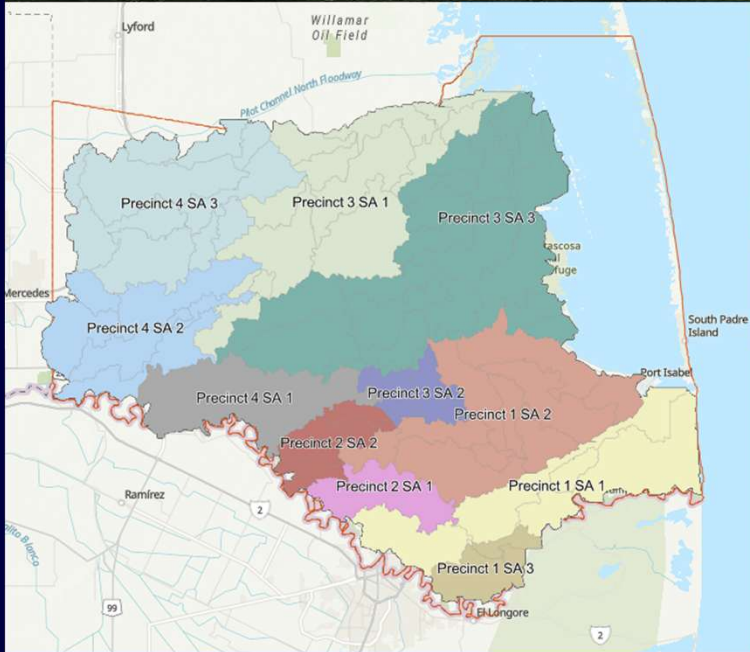 Willamar
Oil Field
Lyford
Pilot Channel North Floodway
Precinct 4 SA 3
Precinct 3 SA 1
Precinct 3 SA 3
ascosa
al
fuge
Mercedes
Precinct 4 SA 2
South Padre
Island
Port Isabel
Precinct 4 SA 1
Precinct 3 SA 2
Precinct 1 SA 2
Precinct 2 SA 2
Precinct 2 SA 1
Precinct 1 SA 1
Ramírez
2
Precinct 1 SA 3
99
El Longore
2